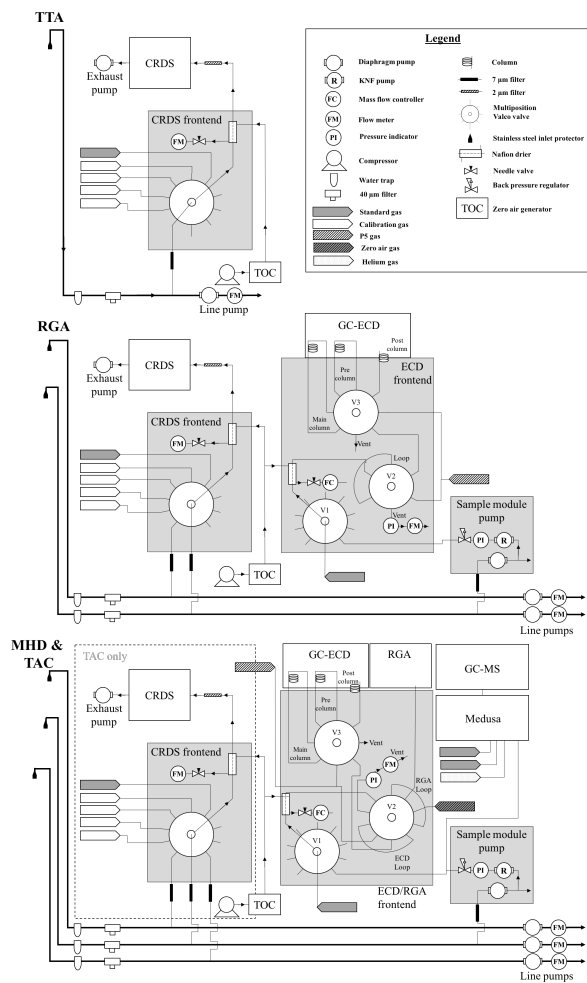 TTA
CRDS
Exhaust
pump
CRDS frontend
FM
TOC
FM
Line pump
Legend
Diaphragm pump
R
KNF pump
FC
Mass flow controller
FM
Flow meter
PI
Pressure indicator
Compressor
Water trap
40 μm filter
Standard gas
Calibration gas
P5 gas
Zero air gas
Helium gas
Column
7 μm filter
2 μm filter
Multiposition
Valco valve
Stainless steel inlet protector
Nafion drier
Needle valve
Back pressure regulator
TOC
Zero air generator
RGA
CRDS
Exhaust
pump
CRDS frontend
FM
TOC
GC-ECD
Post
column
Pre
column
ECD
frontend
V3
Main
column
Vent
Loop
V2
FC
V1
Vent
PI
FM
Sample module
pump
PI
R
FM
FM
Line pumps
MHD &
TAC
TAC only
CRDS
Exhaust
pump
CRDS frontend
FM
TOC
GC-ECD
RGA
GC-MS
Medusa
Post
column
Pre
column
V3
Main
column
Vent
Vent
FM
PI
RGA
Loop
V2
FC
V1
ECD
Loop
ECD/RGA
frontend
Sample module
pump
PI
R
FM
FM
FM
Line pumps